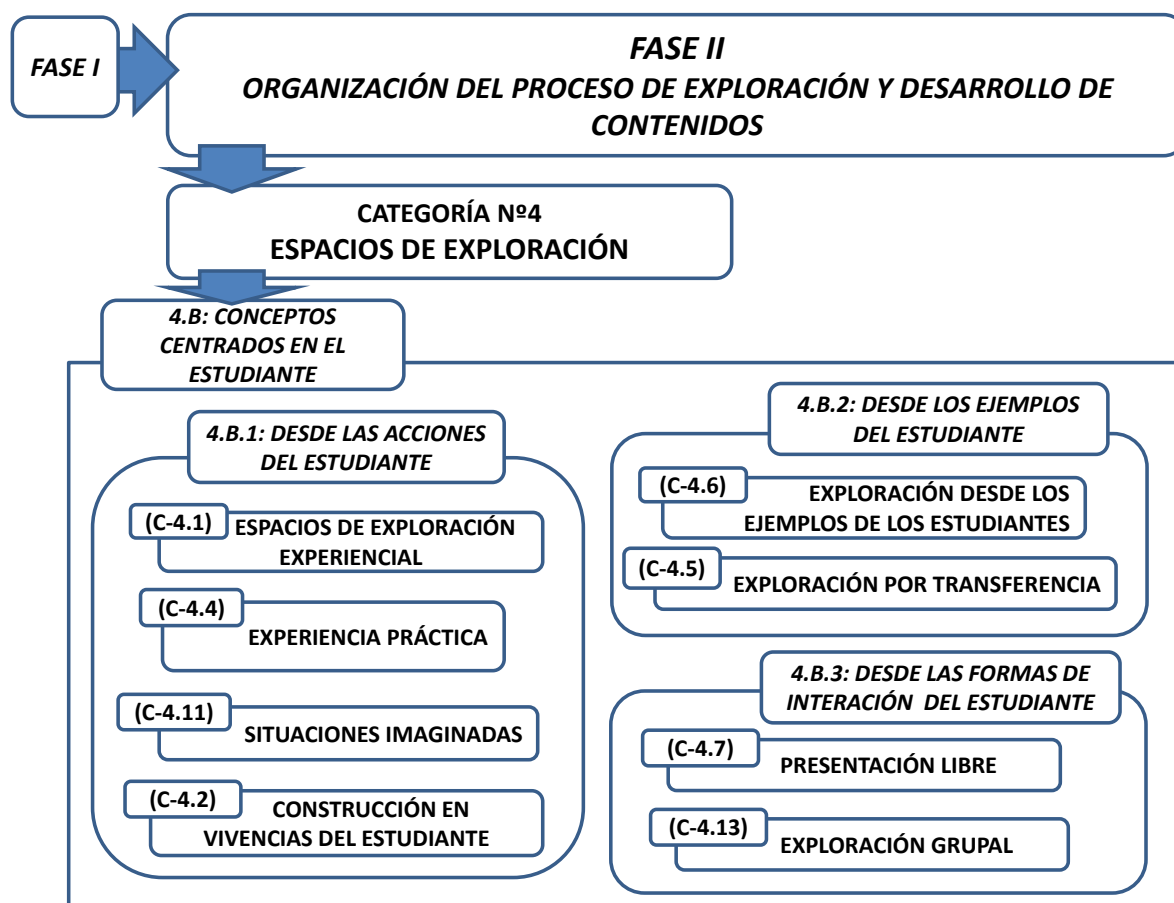 FASE I
FASE II
ORGANIZACIÓN DEL PROCESO DE EXPLORACIÓN Y DESARROLLO DE
CONTENIDOS
CATEGORÍA Nº4
ESPACIOS DE EXPLORACIÓN
4.B: CONCEPTOS
CENTRADOS EN EL
ESTUDIANTE
4.B.1: DESDE LAS ACCIONES
DEL ESTUDIANTE
(C-4.1)
ESPACIOS DE EXPLORACIÓN
EXPERIENCIAL
(C-4.4)
EXPERIENCIA PRÁCTICA
(C-4.11)
SITUACIONES IMAGINADAS
(C-4.2)
CONSTRUCCIÓN EN
VIVENCIAS DEL ESTUDIANTE
4.B.2: DESDE LOS EJEMPLOS
DEL ESTUDIANTE
(C-4.6)
EXPLORACIÓN DESDE LOS
EJEMPLOS DE LOS ESTUDIANTES
(C-4.5)
EXPLORACIÓN POR TRANSFERENCIA
4.B.3: DESDE LAS FORMAS DE
INTERACIÓN DEL ESTUDIANTE
(C-4.7)
PRESENTACIÓN LIBRE
(C-4.13)
EXPLORACIÓN GRUPAL